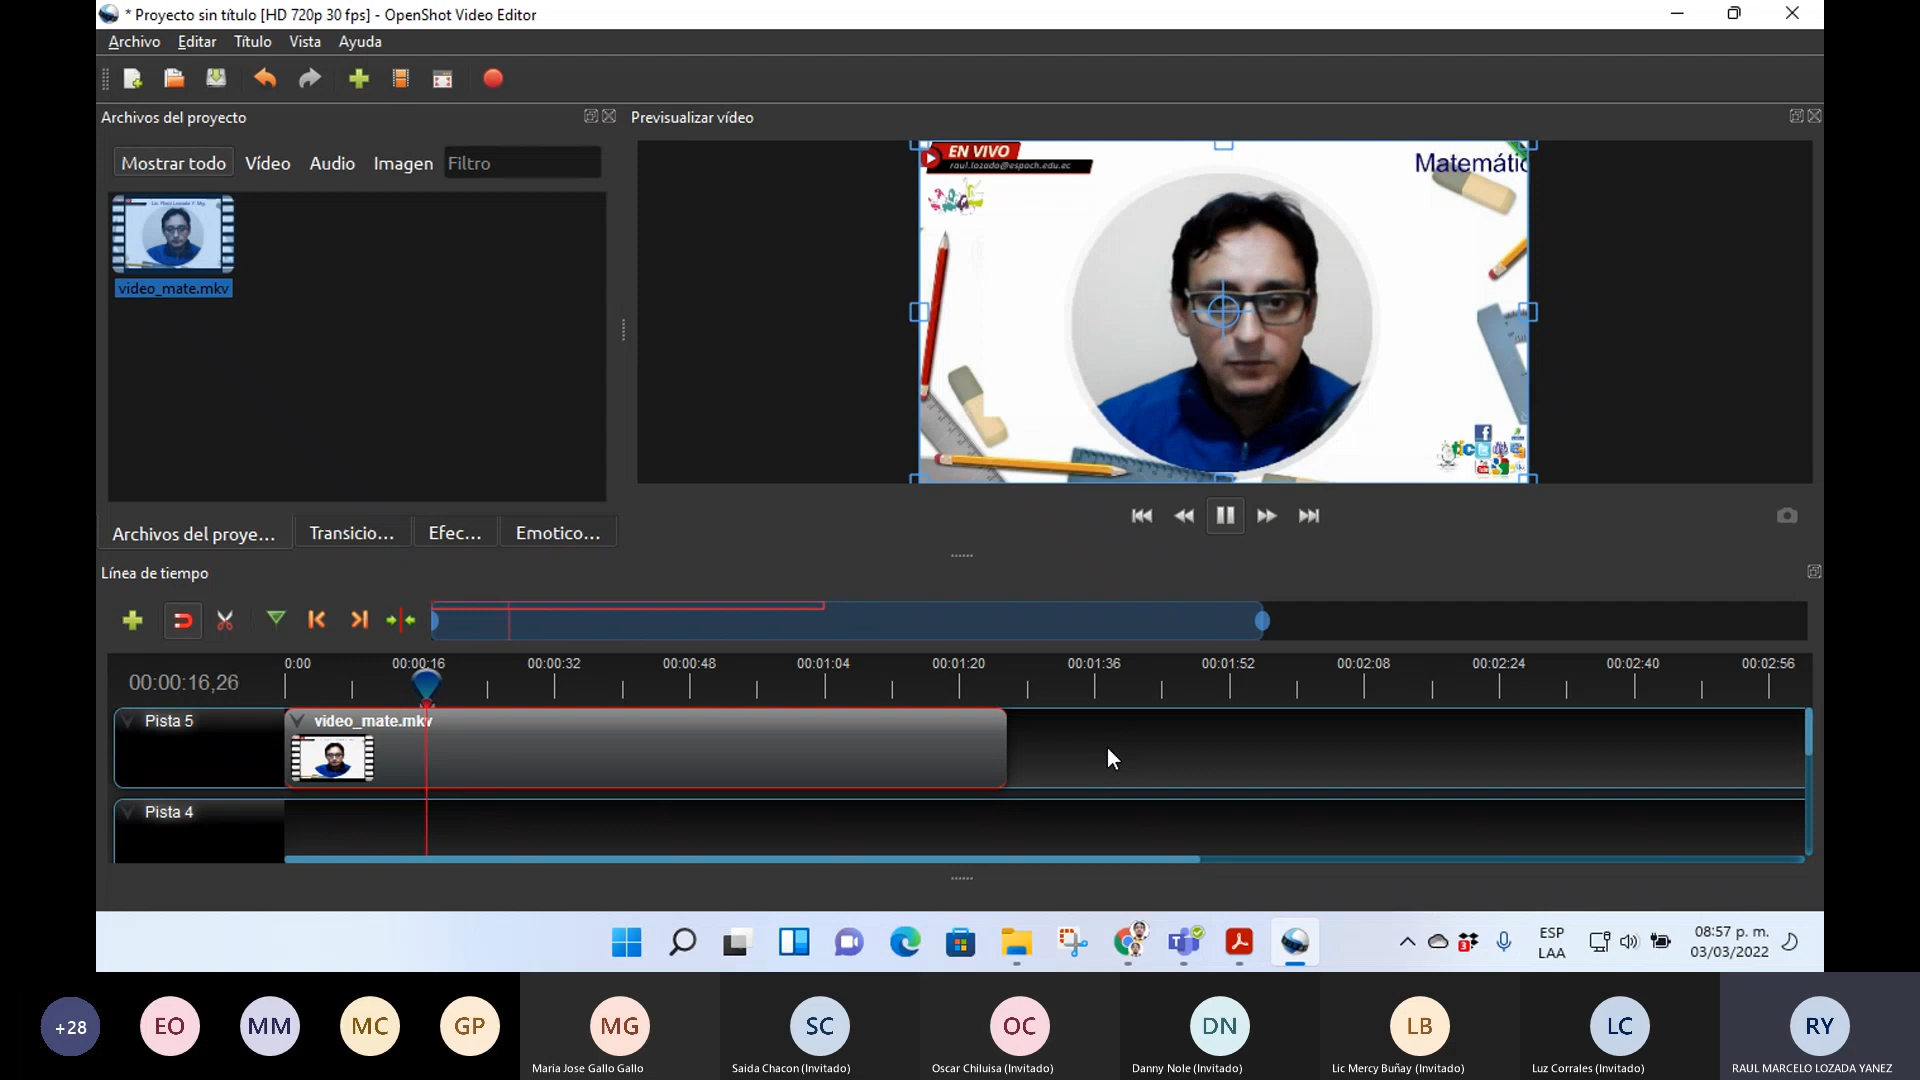 * Proyecto sin título [HD 720p 30 fps] - OpenShot Video Editor
Archivo Editar Título Vista Ayuda
Archivos del proyecto
Previsualizar vídeo
Mostrar todo Vídeo Audio Imagen Filtro
video_mate.mkv
EN VIVO
raul.lozada@espoch.edu.ec
Matemátic
Archivos del proye... Transicio... Efec... Emotico...
Línea de tiempo
0:00 00:00:16 00:00:32 00:00:48 00:01:04 00:01:20 00:01:36 00:01:52 00:02:08 00:02:24 00:02:40 00:02:56
00:00:16,26
Pista 5
video_mate.mkv
Pista 4
ESP
LAA
08:57 p. m.
03/03/2022
+28 EO MM MC GP MG SC OC DN LB LC RY
Maria Jose Gallo Gallo
Saida Chacon (Invitado)
Oscar Chiluisa (Invitado)
Danny Nole (Invitado)
Lic Mercy Buñay (Invitado)
Luz Corrales (Invitado)
RAUL MARCELO LOZADA YANEZ